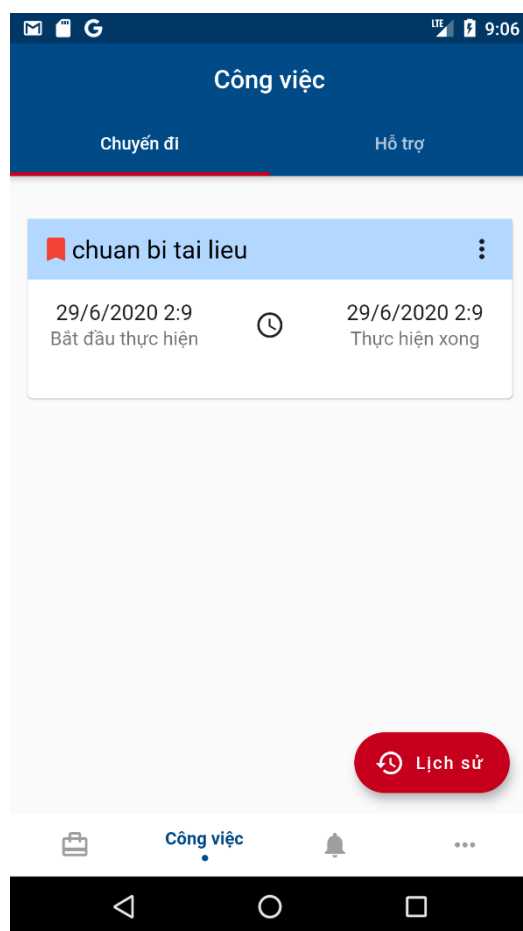 LTE 9:06
Công việc
Chuyến đi Hỗ trợ
chuan bi tai lieu
29/6/2020 2:9 29/6/2020 2:9
Bắt đầu thực hiện Thực hiện xong
Lịch sử
Công việc